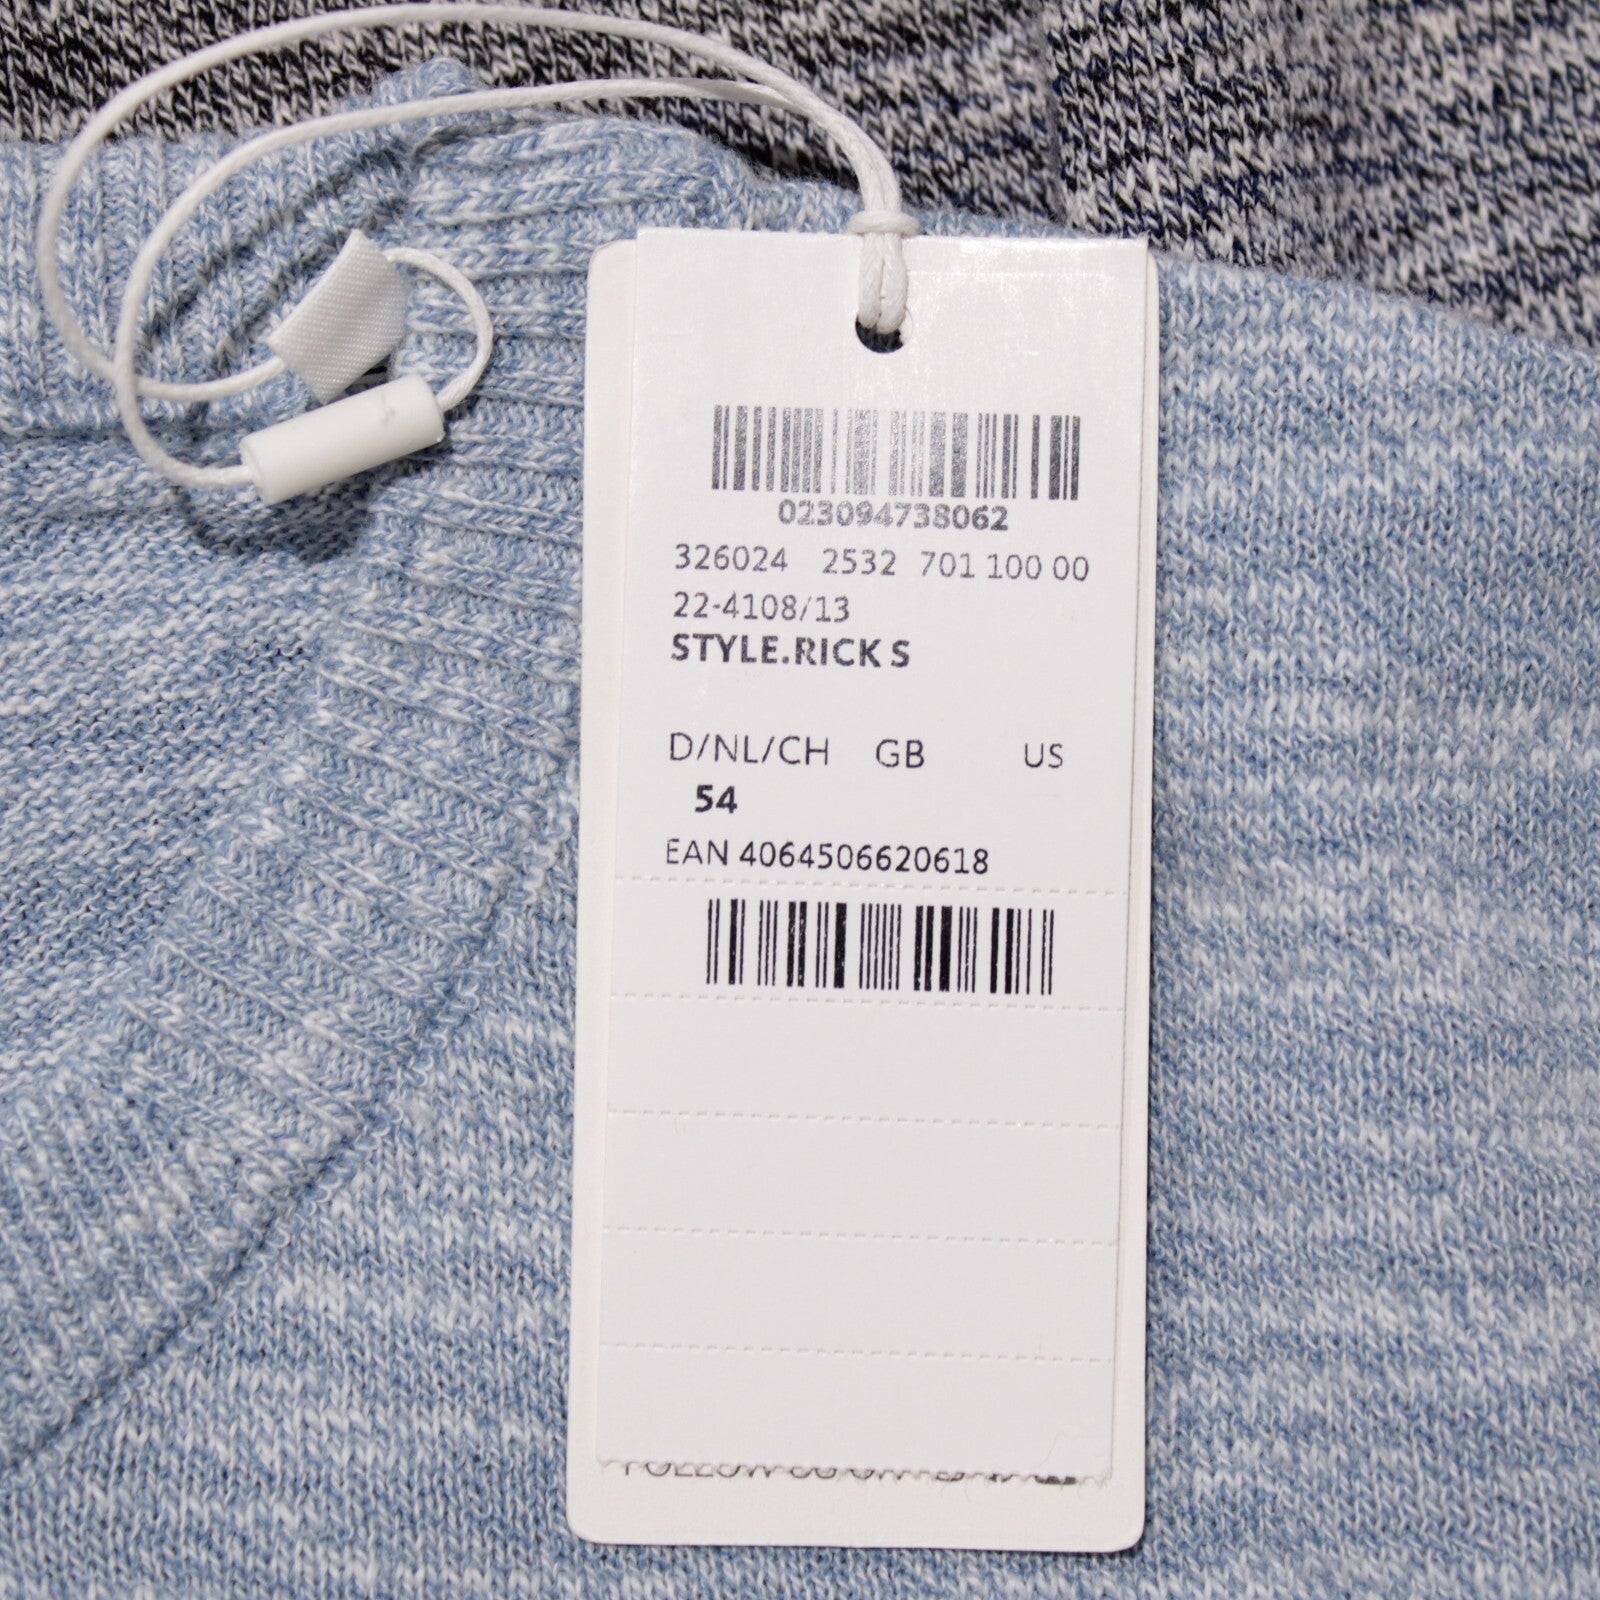 023094738062
326024 2532 701 100 00
22-4108/13
STYLE.RICK S
D/NL/CH GB US
54
EAN 4064506620618